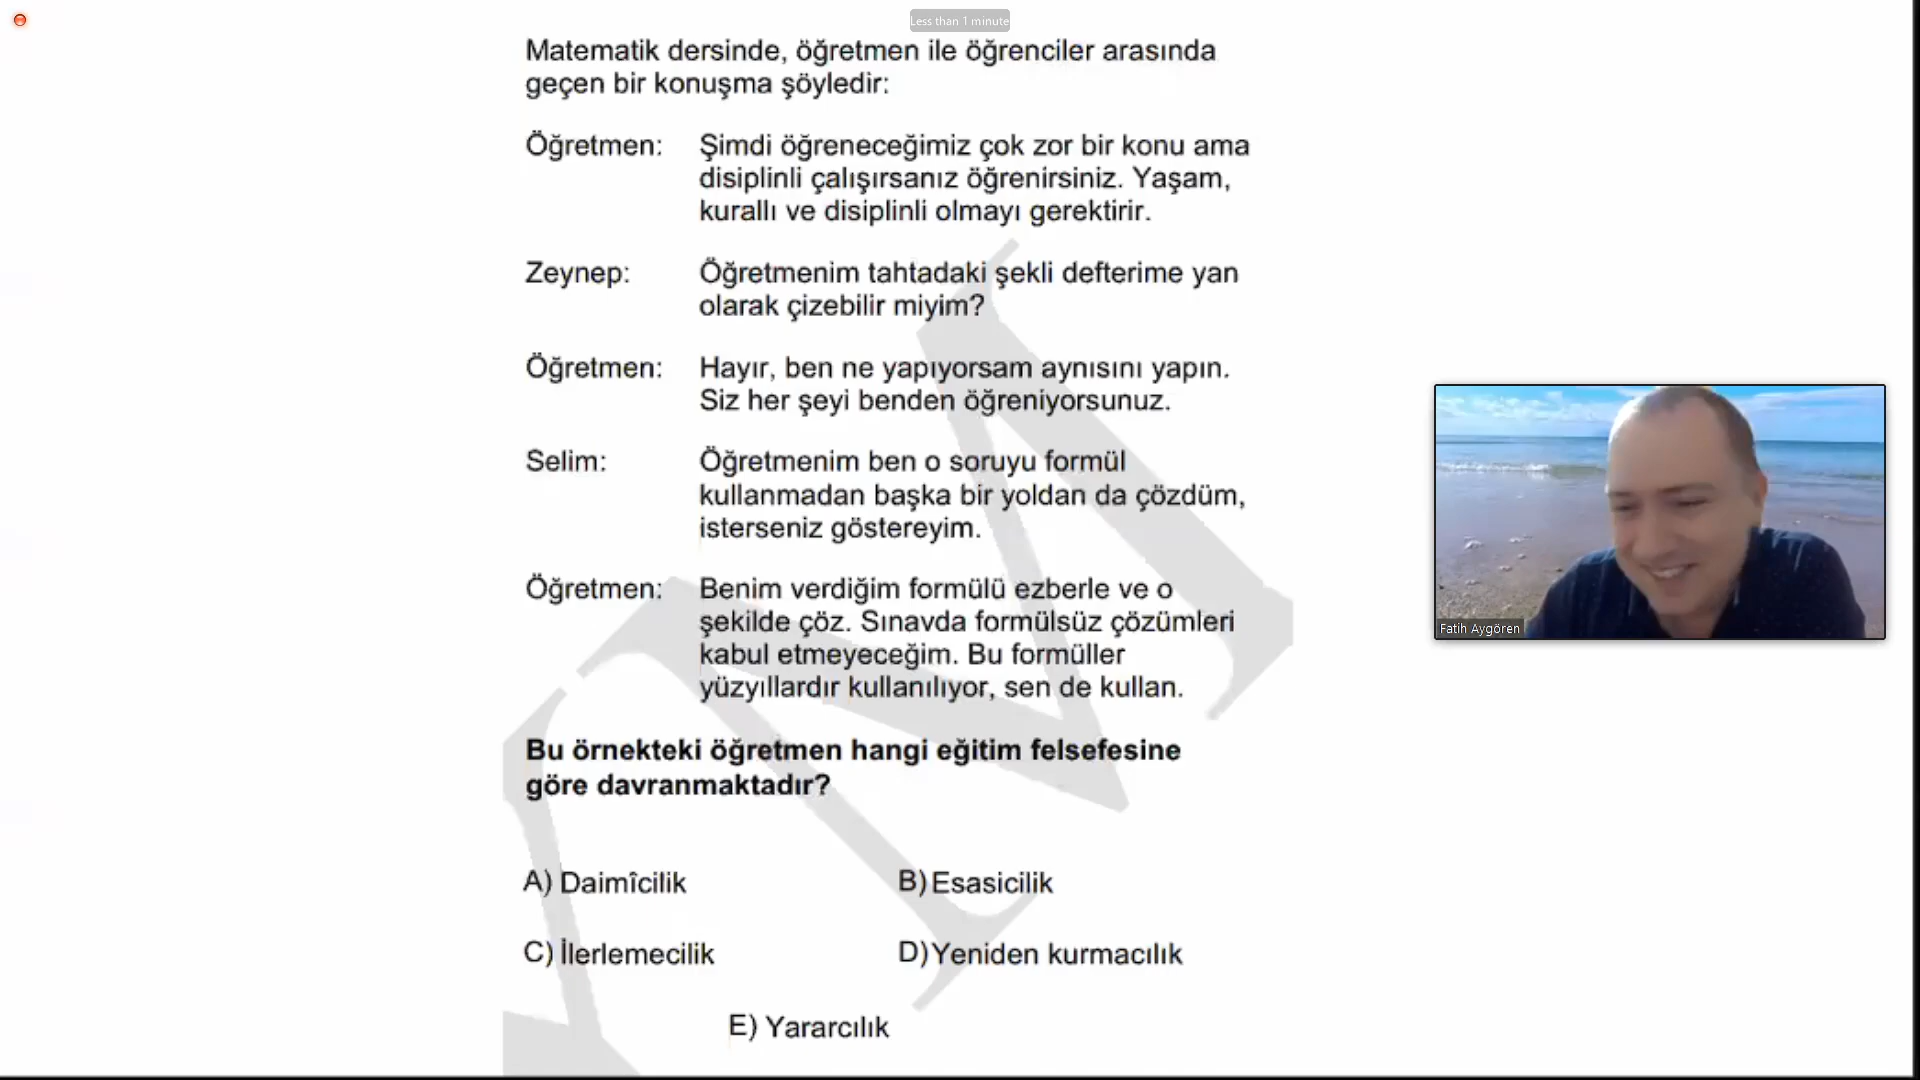 Less than 1 minute
Matematik dersinde, öğretmen ile öğrenciler arasında
geçen bir konuşma şöyledir:
Öğretmen: Şimdi öğreneceğimiz çok zor bir konu ama
disiplinli çalışırsanız öğrenirsiniz. Yaşam,
kurallı ve disiplinli olmayı gerektirir.
Zeynep: Öğretmenim tahtadaki şekli defterime yan
olarak çizebilir miyim?
Öğretmen: Hayır, ben ne yapıyorsam aynısını yapın.
Siz her şeyi benden öğreniyorsunuz.
Selim: Öğretmenim ben o soruyu formül
kullanmadan başka bir yoldan da çözdüm,
isterseniz göstereyim.
Öğretmen: Benim verdiğim formülü ezberle ve o
şekilde çöz. Sınavda formülsüz çözümleri
kabul etmeyeceğim. Bu formüller
yüzyıllardır kullanılıyor, sen de kullan.
Bu örnekteki öğretmen hangi eğitim felsefesine
göre davranmaktadır?
A) Daimîcilik B) Esasicilik
C) İlerlemecilik D) Yeniden kurmacılık
E) Yararcılık
Fatih Aygören